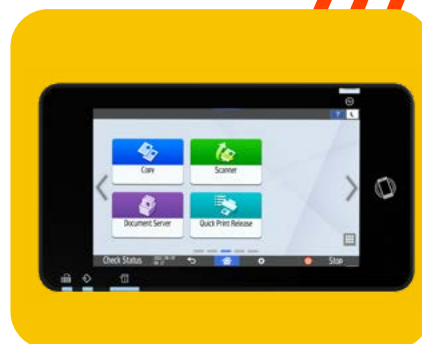 ?
Copy
Scanner
Document Server
Quick Print Release
Check Status
Stop